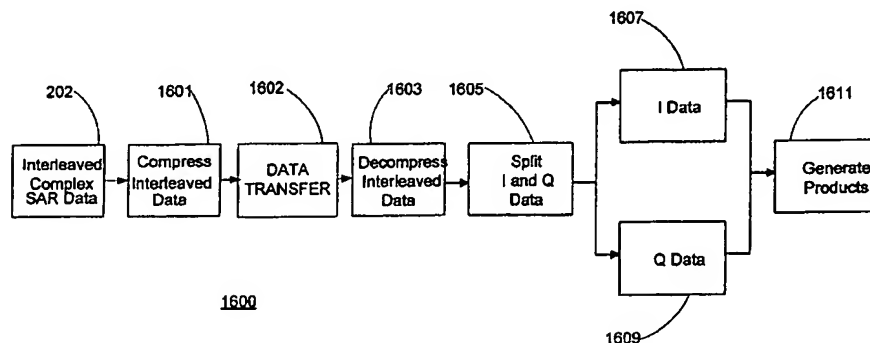 1607
202
1601
1602
1603
1605
1611
I Data
Interleaved
Complex
SAR Data
Compress
Interleaved
Data
DATA
TRANSFER
Decompress
Interleaved
Data
Split
I and Q
Data
Generate
Products
Q Data
1600
1609